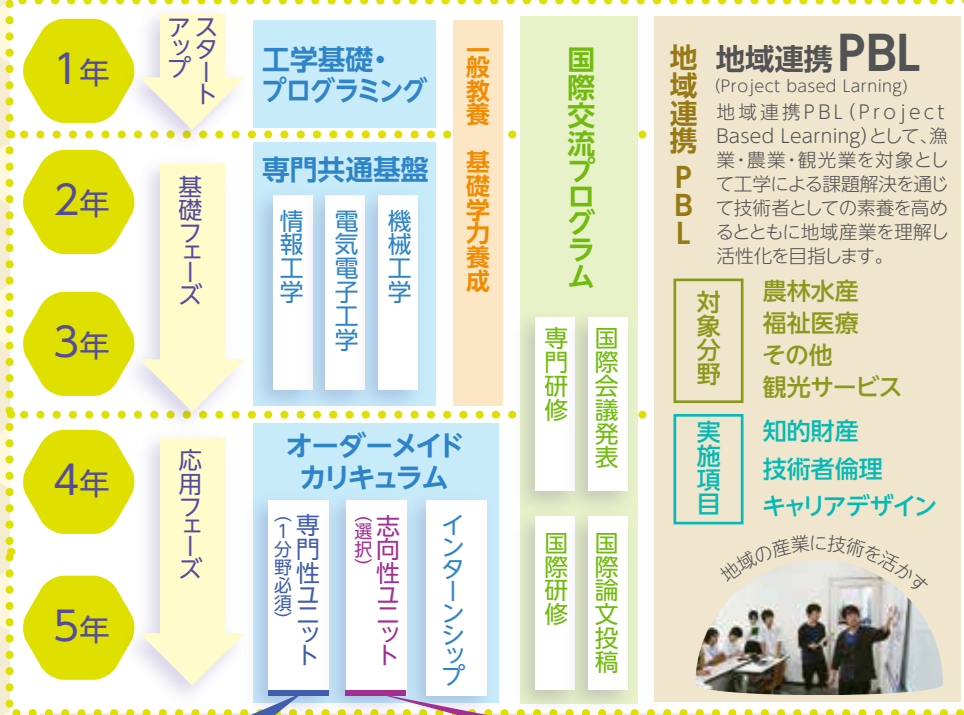 1年
2年
3年
4年
5年
スタート
アップ
基礎フェーズ
応用フェーズ
工学基礎・
プログラミング
専門共通基盤
情報工学
電気電子工学
機械工学
一般教養 基礎学力養成
オーダーメイド
カリキュラム
専門性ユニット
(1分野必須)
志向性ユニット
(選択)
インターンシップ
国際交流プログラム
専門研修
国際会議発表
国際研修
国際論文投稿
地域連携PBL
地域連携PBL
(Project based Larning)
地域連携PBL(Project
Based Learning)として、漁
業・農業・観光業を対象とし
て工学による課題解決を通じ
て技術者としての素養を高め
るとともに地域産業を理解し
活性化を目指します。
対象分野
農林水産
福祉医療
その他
観光サービス
実施項目
知的財産
技術者倫理
キャリアデザイン
地域の産業に技術を活かす